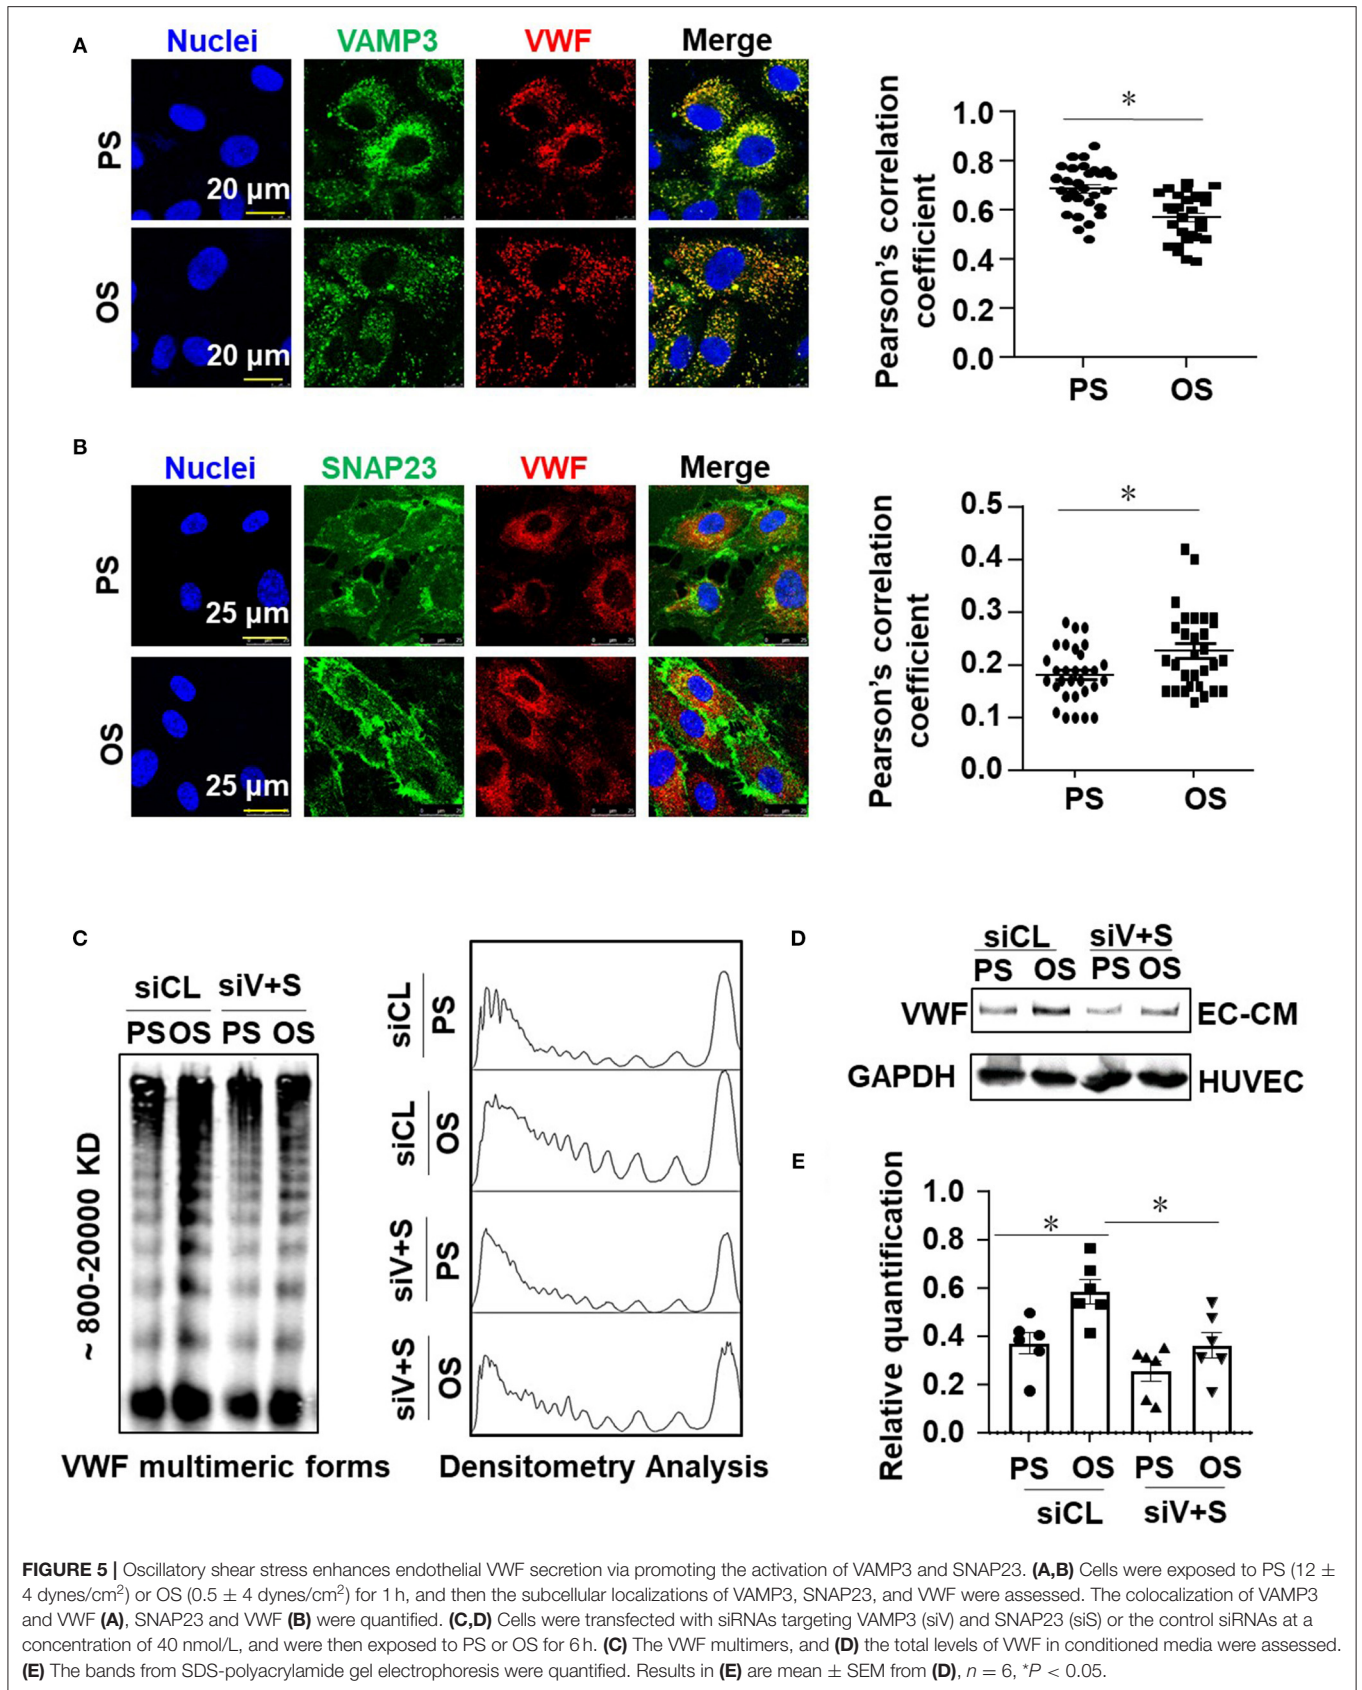 A
Nuclei VAMP3 VWF Merge
PS
20 µm
OS
20 µm
Pearson's correlation
coefficient
1.0
0.8
0.6
0.4
0.2
0.0
*
PS OS
B
Nuclei SNAP23 VWF Merge
PS
25 µm
OS
25 µm
Pearson's correlation
coefficient
0.5
0.4
0.3
0.2
0.1
0.0
*
PS OS
C
siCL siV+S
PS OS PS OS
~ 800-20000 KD
VWF multimeric forms
siCL PS
siCL OS
siV+S PS
siV+S OS
Densitometry Analysis
D
siCL siV+S
PS OS PS OS
VWF EC-CM
GAPDH HUVEC
E
Relative quantification
1.0
0.8
0.6
0.4
0.2
0.0
* *
PS OS PS OS
siCL siV+S
FIGURE 5 | Oscillatory shear stress enhances endothelial VWF secretion via promoting the activation of VAMP3 and SNAP23. (A,B) Cells were exposed to PS (12 ±
4 dynes/cm²) or OS (0.5 ± 4 dynes/cm²) for 1 h, and then the subcellular localizations of VAMP3, SNAP23, and VWF were assessed. The colocalization of VAMP3
and VWF (A), SNAP23 and VWF (B) were quantified. (C,D) Cells were transfected with siRNAs targeting VAMP3 (siV) and SNAP23 (siS) or the control siRNAs at a
concentration of 40 nmol/L, and were then exposed to PS or OS for 6 h. (C) The VWF multimers, and (D) the total levels of VWF in conditioned media were assessed.
(E) The bands from SDS-polyacrylamide gel electrophoresis were quantified. Results in (E) are mean ± SEM from (D), n = 6, *P < 0.05.